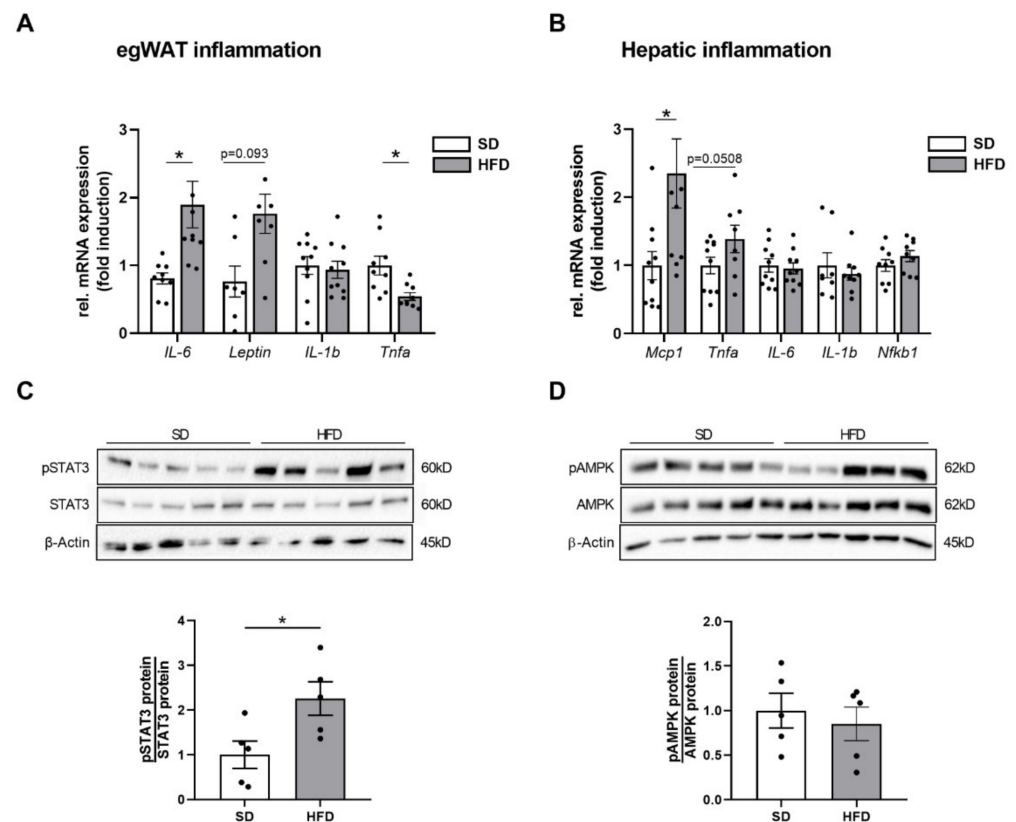 A
egWAT inflammation
rel. mRNA expression
(fold induction)
3
2
1
0
*
p=0.093
*
SD
HFD
IL-6
Leptin
IL-1b
Tnfa
B
Hepatic inflammation
rel. mRNA expression
(fold induction)
3
2
1
0
*
p=0.0508
SD
HFD
Mcp1
Tnfa
IL-6
IL-1b
Nfkb1
C
SD
HFD
pSTAT3
60kD
STAT3
60kD
β-Actin
45kD
pSTAT3 protein
STAT3 protein
4
3
2
1
0
*
SD
HFD
D
SD
HFD
pAMPK
62kD
AMPK
62kD
β-Actin
45kD
pAMPK protein
AMPK protein
2.0
1.5
1.0
0.5
0.0
SD
HFD